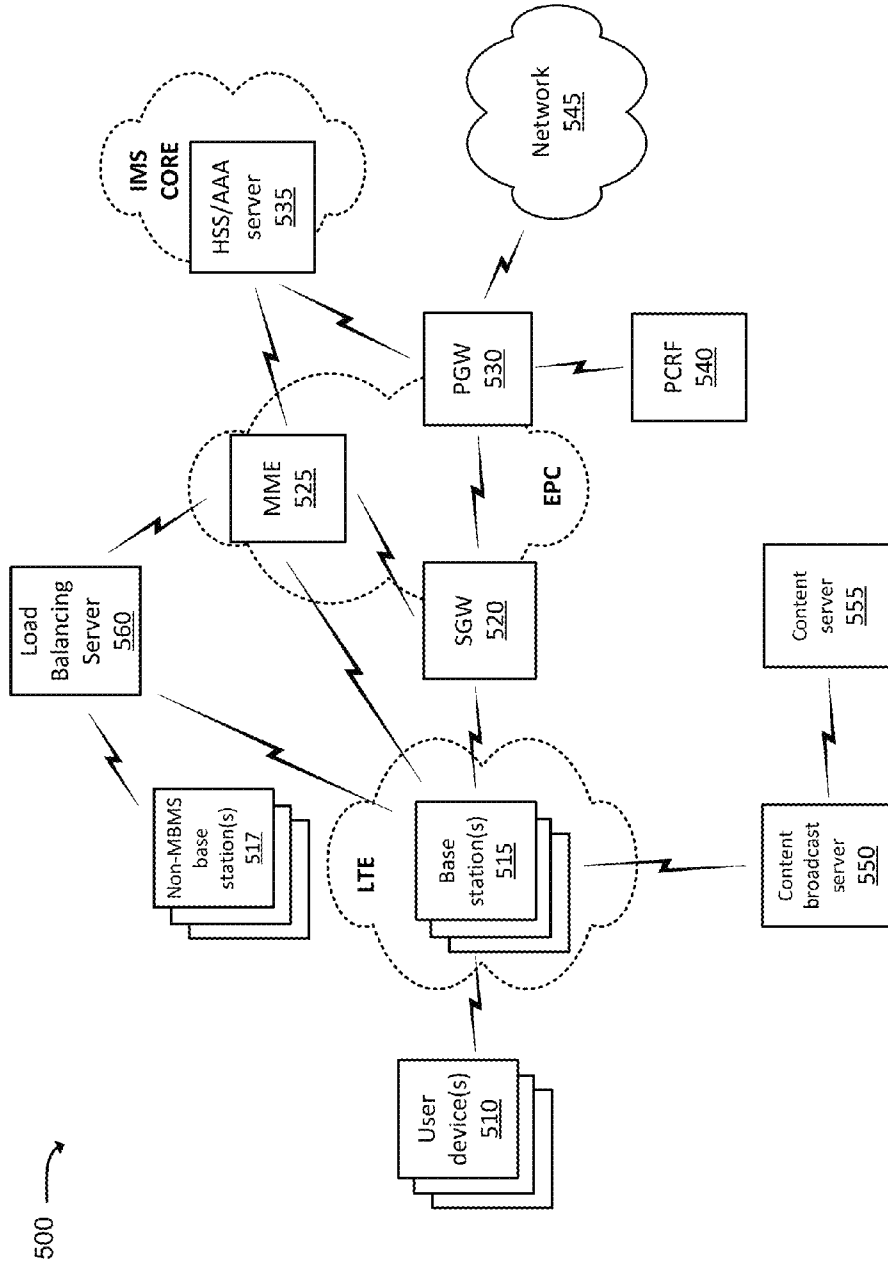 500
Load
Balancing
Server
560
IMS
CORE
HSS/AAA
server
535
Non-MBMS
base
station(s)
517
MME
525
LTE
User
device(s)
510
Base
station(s)
515
SGW
520
PGW
530
Network
545
EPC
PCRF
540
Content
broadcast
server
550
Content
server
555